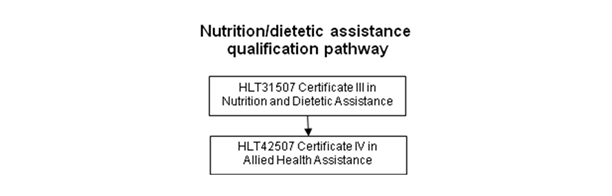 Nutrition/dietetic assistance
qualification pathway
HLT31507 Certificate III in
Nutrition and Dietetic Assistance
HLT42507 Certificate IV in
Allied Health Assistance